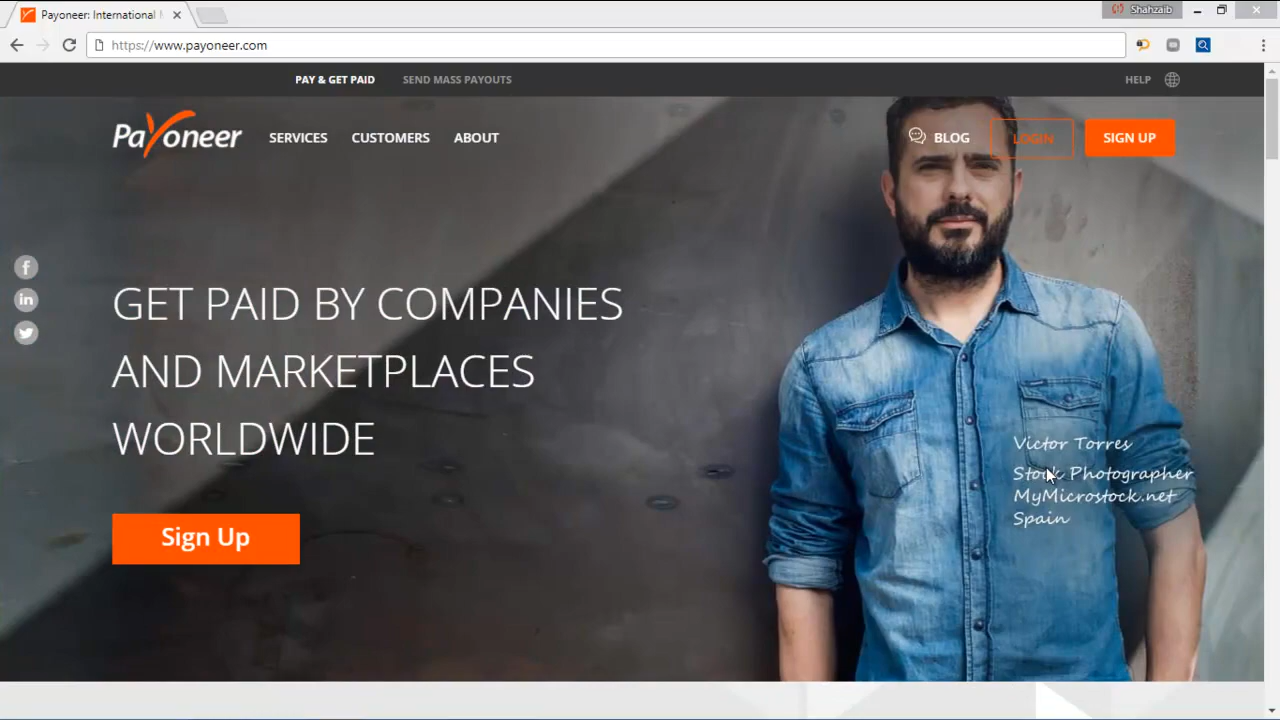 Payoneer: International
Shahzaib
https://www.payoneer.com
PAY & GET PAID
SEND MASS PAYOUTS
HELP
Payoneer
SERVICES
CUSTOMERS
ABOUT
BLOG
LOGIN
SIGN UP
GET PAID BY COMPANIES
AND MARKETPLACES
WORLDWIDE
Victor Torres
Stock Photographer
MyMicrostock.net
Spain
Sign Up